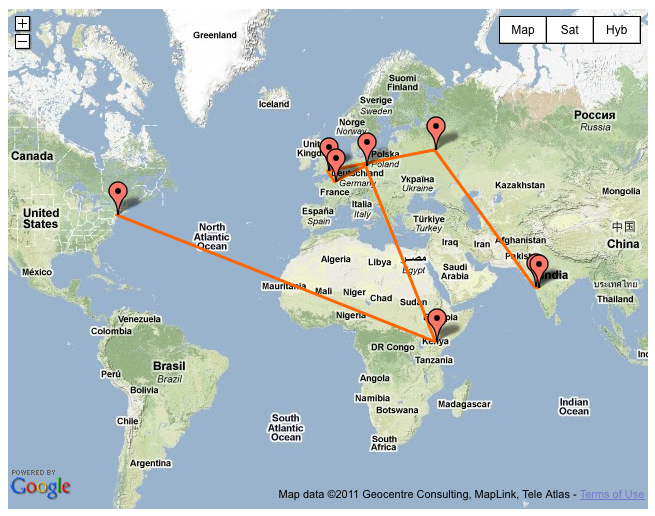 +
−
Map
Sat
Hyb
Greenland
Iceland
Suomi
Finland
Sverige
Sweden
Norge
Norway
Россия
Russia
Canada
Polska
Poland
Deutschland
Germany
Україна
Ukraine
Kazakhstan
Mongolia
France
United
States
España
Spain
Italia
Italy
Türkiye
Turkey
中国
China
North
Atlantic
Ocean
Iraq
Iran
Afghanistan
Algeria
Libya
مصر
Egypt
Saudi
Arabia
India
México
Mauritania
Mali
Niger
Chad
Sudan
ประเทศไทย
Thailand
Venezuela
Colombia
Nigeria
Kenya
DR Congo
Tanzania
Brasil
Brazil
Perú
Bolivia
Angola
Namibia
Botswana
Madagascar
Indian
Ocean
Chile
South
Atlantic
Ocean
South
Africa
Argentina
POWERED BY
Google
Map data ©2011 Geocentre Consulting, MapLink, Tele Atlas - Terms of Use